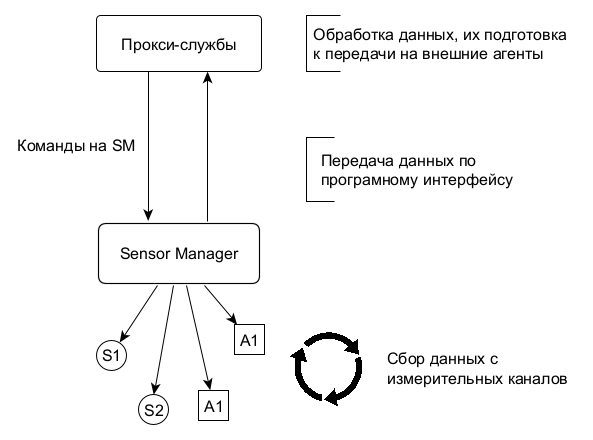 Прокси-службы
Обработка данных, их подготовка
к передачи на внешние агенты
Команды на SM
Передача данных по
програмному интерфейсу
Sensor Manager
S1
A1
S2
A1
Сбор данных с
измерительных каналов